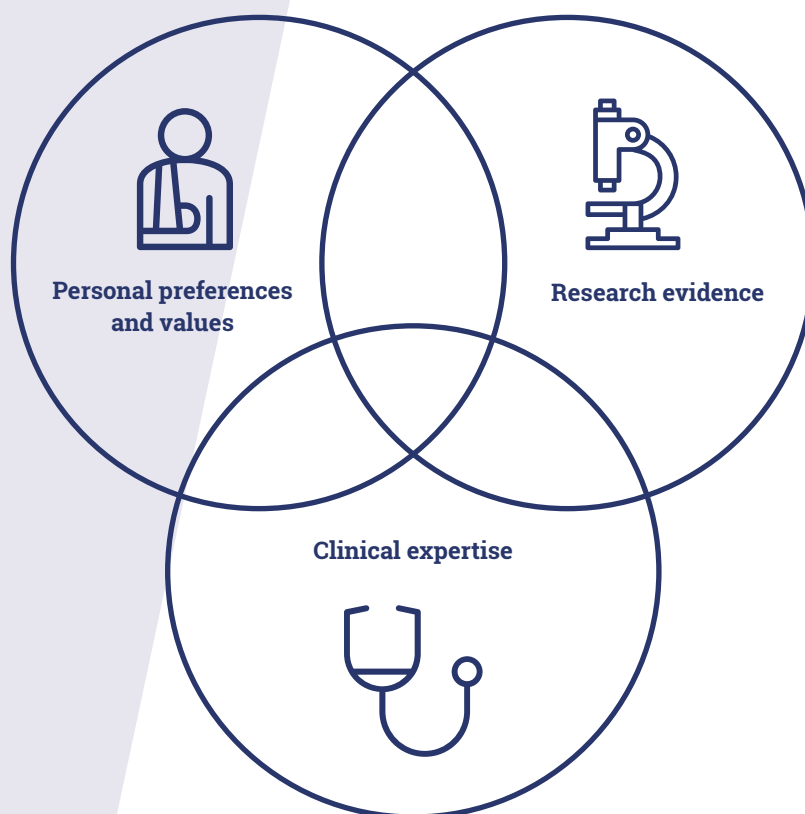 Personal preferences
and values
Research evidence
Clinical expertise